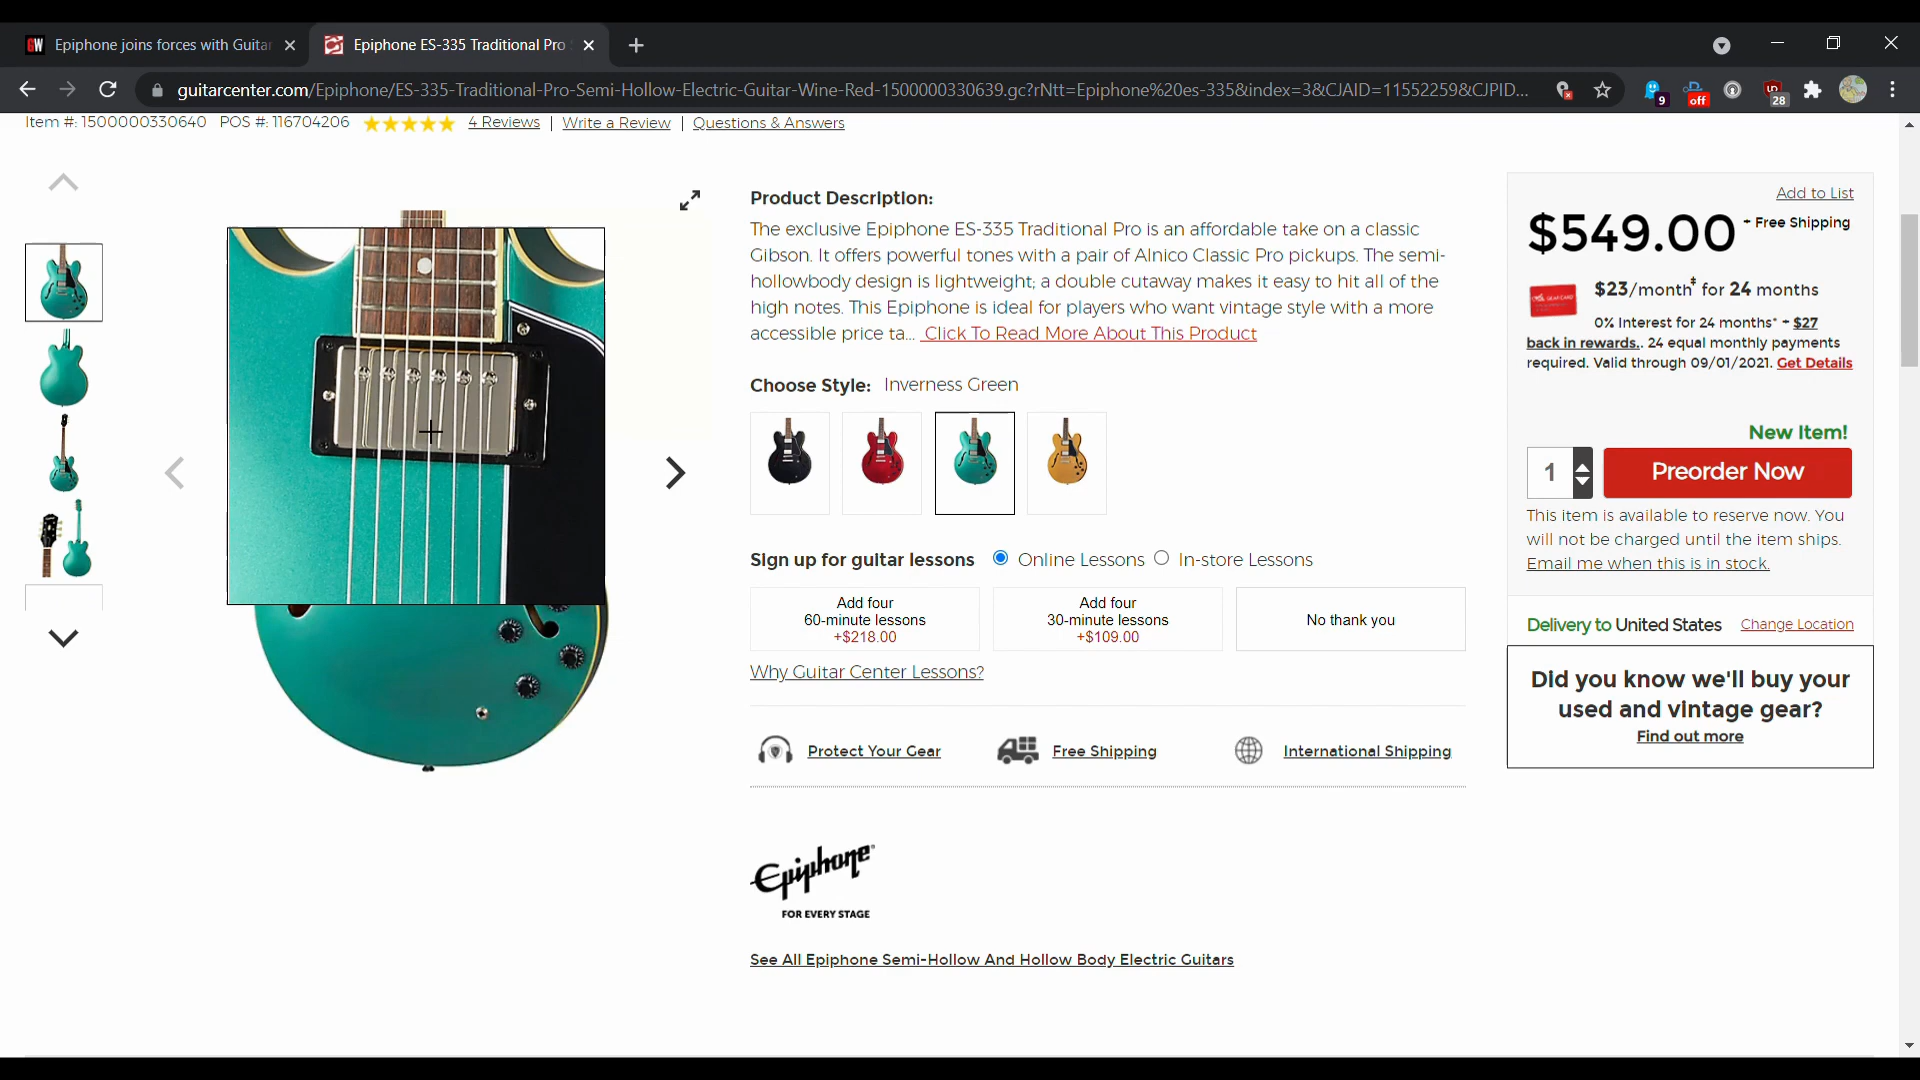 Epiphone joins forces with Guitar
Epiphone ES-335 Traditional Pro
guitarcenter.com/Epiphone/ES-335-Traditional-Pro-Semi-Hollow-Electric-Guitar-Wine-Red-1500000330639.gc?rNtt=Epiphone%20es-335&index=3&CJAID=11552259&CJPID...
9
off
28
Item #: 1500000330640 POS #: 116704206 4 Reviews | Write a Review | Questions & Answers
Product Description:
The exclusive Epiphone ES-335 Traditional Pro is an affordable take on a classic
Gibson. It offers powerful tones with a pair of Alnico Classic Pro pickups. The semi-
hollowbody design is lightweight; a double cutaway makes it easy to hit all of the
high notes. This Epiphone is ideal for players who want vintage style with a more
accessible price ta... Click To Read More About This Product
Choose Style: Inverness Green
Sign up for guitar lessons Online Lessons In-store Lessons
Add four
60-minute lessons
+$218.00
Add four
30-minute lessons
+$109.00
No thank you
Why Guitar Center Lessons?
Protect Your Gear
Free Shipping
International Shipping
Epiphone
FOR EVERY STAGE
See All Epiphone Semi-Hollow And Hollow Body Electric Guitars
Add to List
$549.00 + Free Shipping
$23/month‡ for 24 months
0% Interest for 24 months* + $27
back in rewards.. 24 equal monthly payments
required. Valid through 09/01/2021. Get Details
New Item!
1
Preorder Now
This item is available to reserve now. You
will not be charged until the item ships.
Email me when this is in stock.
Delivery to United States Change Location
Did you know we'll buy your
used and vintage gear?
Find out more